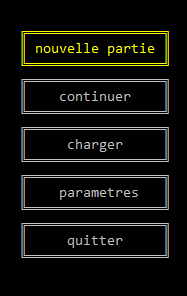 nouvelle partie
continuer
charger
parametres
quitter